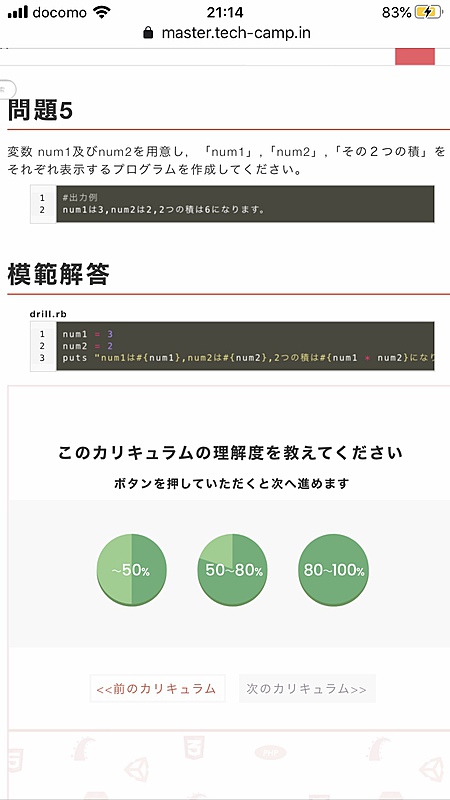 docomo 21:14 83%
master.tech-camp.in
問題5
変数 num1及びnum2を用意し, 「num1」,「num2」,「その２つの積」を
それぞれ表示するプログラムを作成してください。
1 #出力例
2 num1は3,num2は2,2つの積は6になります。
模範解答
drill.rb
1 num1 = 3
2 num2 = 2
3 puts "num1は#{num1},num2は#{num2},2つの積は#{num1 * num2}になり
このカリキュラムの理解度を教えてください
ボタンを押していただくと次へ進めます
~50% 50~80% 80~100%
<<前のカリキュラム 次のカリキュラム>>